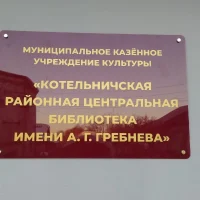 МУНИЦИПАЛЬНОЕ КАЗЁННОЕ
УЧРЕЖДЕНИЕ КУЛЬТУРЫ
«КОТЕЛЬНИЧСКАЯ
РАЙОННАЯ ЦЕНТРАЛЬНАЯ
БИБЛИОТЕКА
ИМЕНИ А. Г. ГРЕБНЕВА»